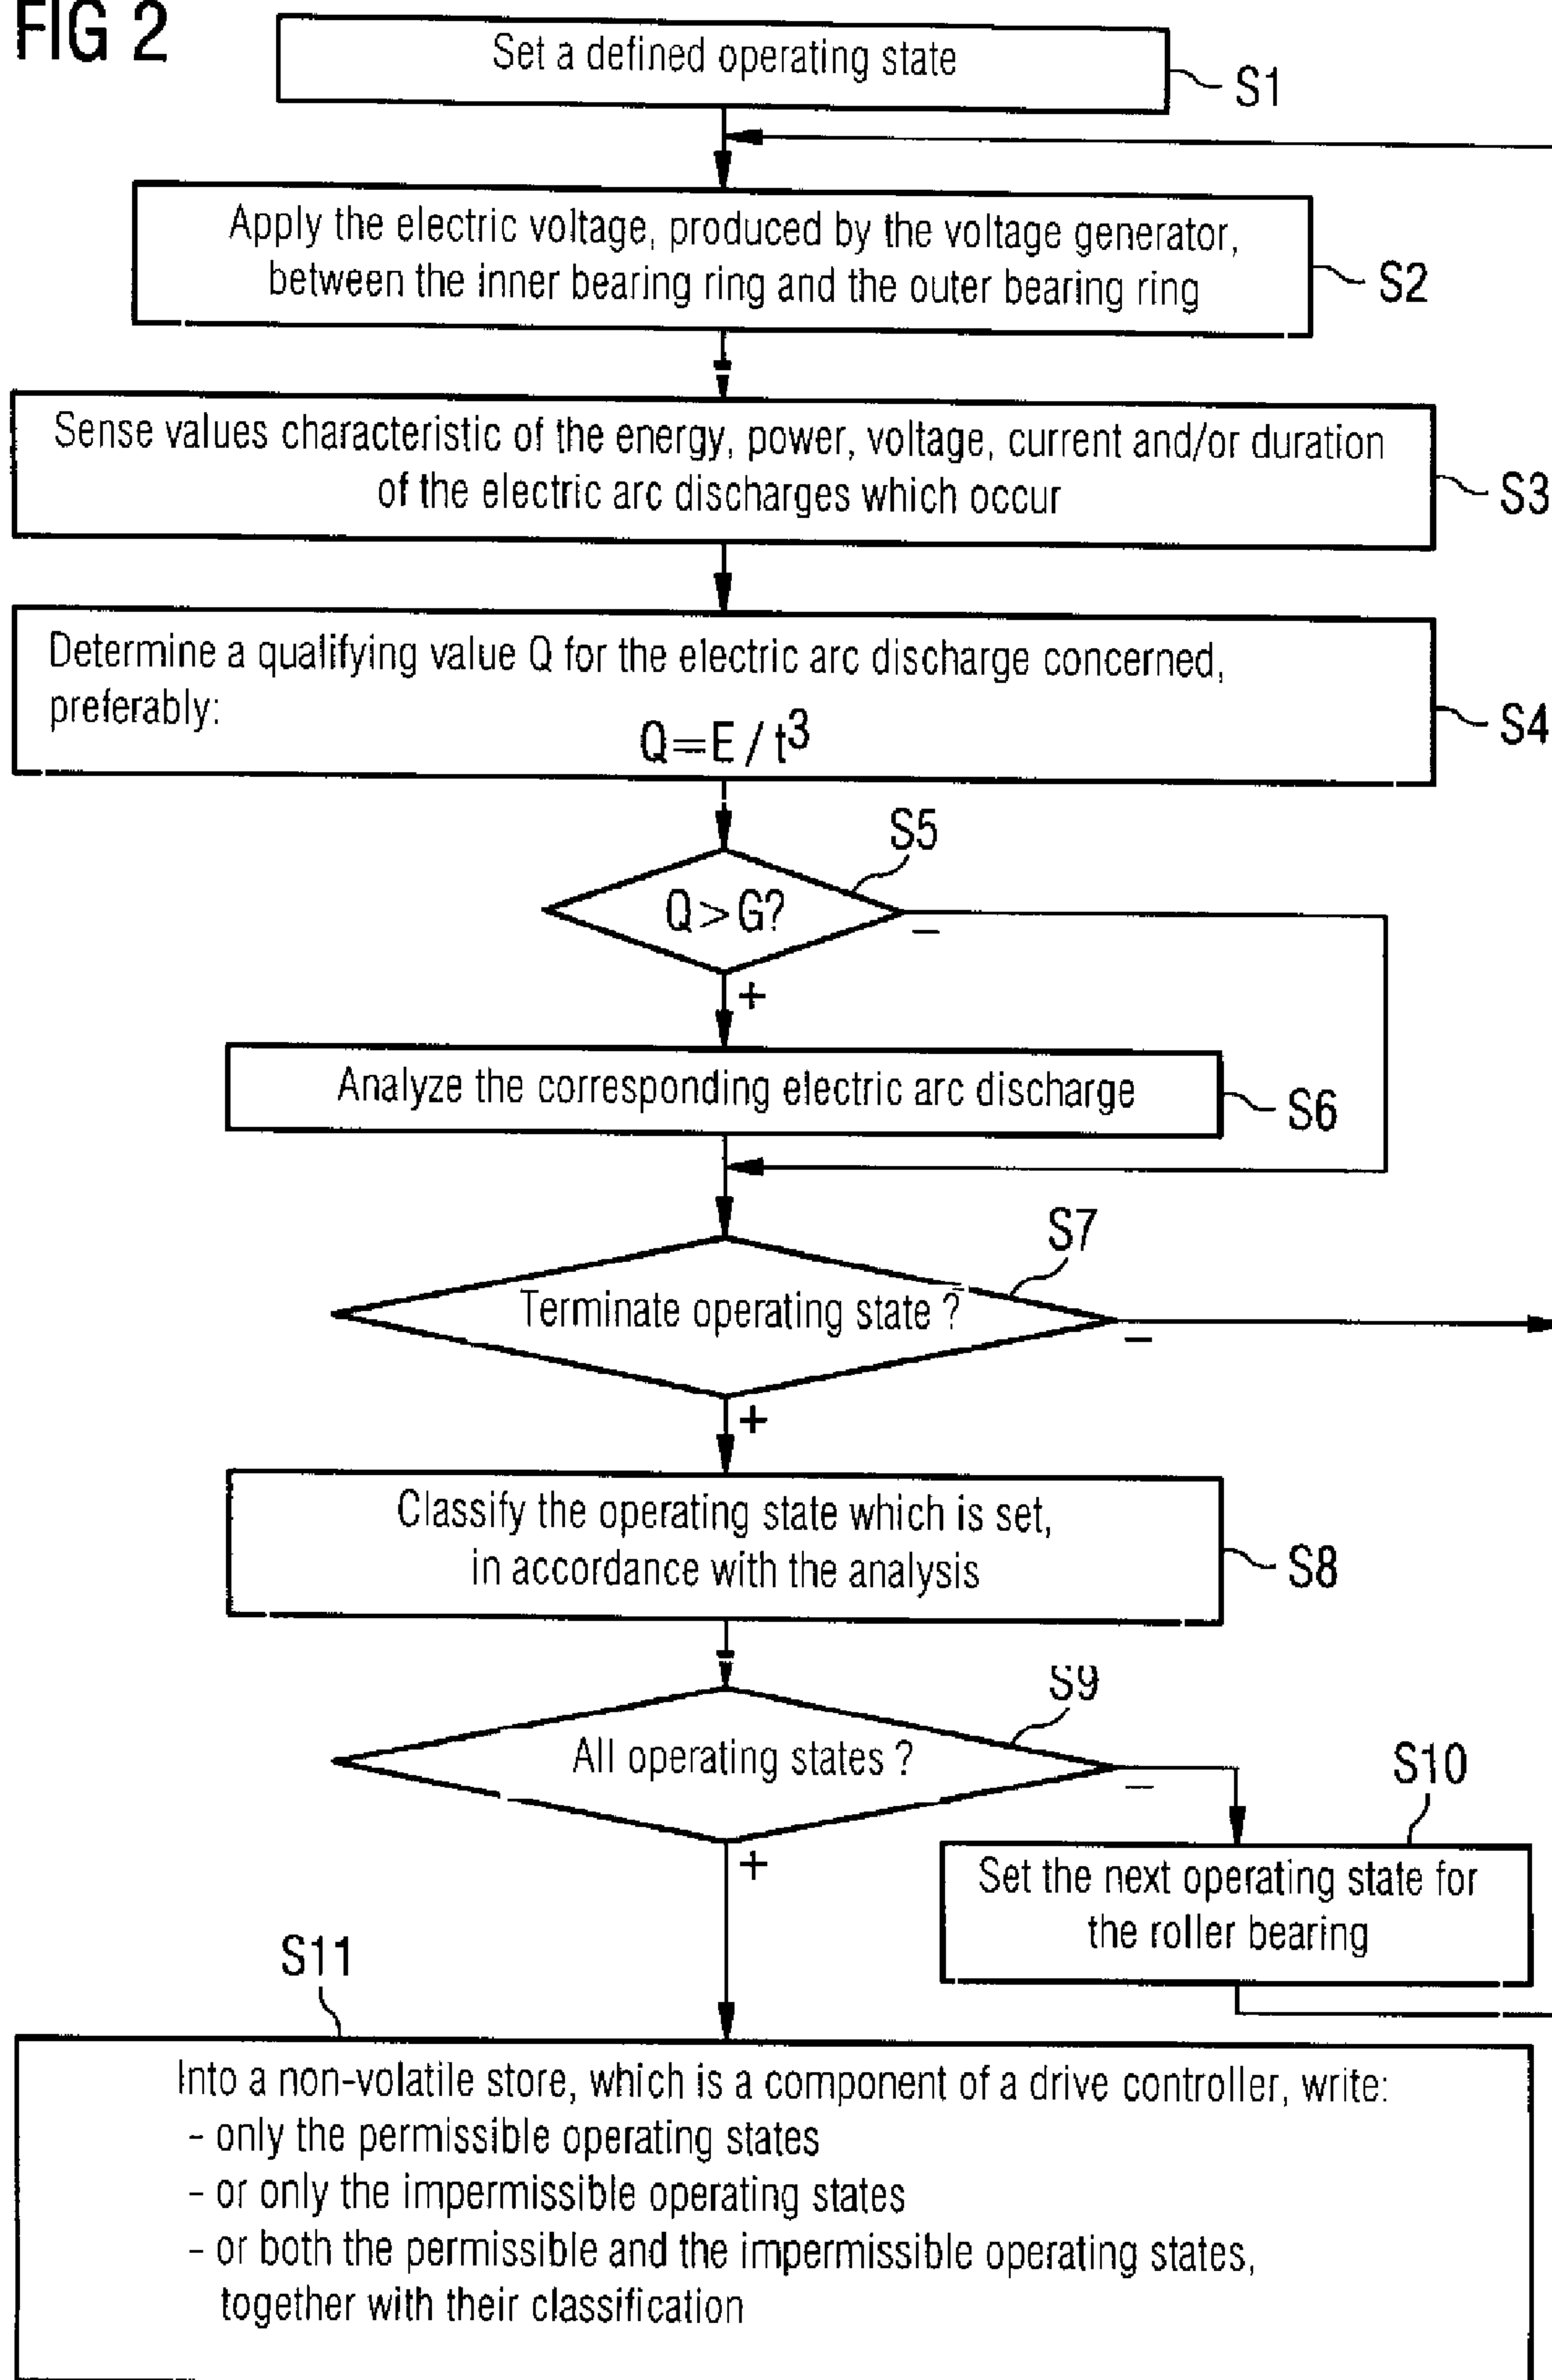 FIG 2
Set a defined operating state
S1
Apply the electric voltage, produced by the voltage generator,
between the inner bearing ring and the outer bearing ring
S2
Sense values characteristic of the energy, power, voltage, current and/or duration
of the electric arc discharges which occur
S3
Determine a qualifying value Q for the electric arc discharge concerned,
preferably:
Q=E/t³
S4
S5
Q>G?
–
+
Analyze the corresponding electric arc discharge
S6
S7
Terminate operating state ?
–
+
Classify the operating state which is set,
in accordance with the analysis
S8
S9
All operating states ?
–
+
S10
Set the next operating state for
the roller bearing
S11
Into a non-volatile store, which is a component of a drive controller, write:
- only the permissible operating states
- or only the impermissible operating states
- or both the permissible and the impermissible operating states,
together with their classification